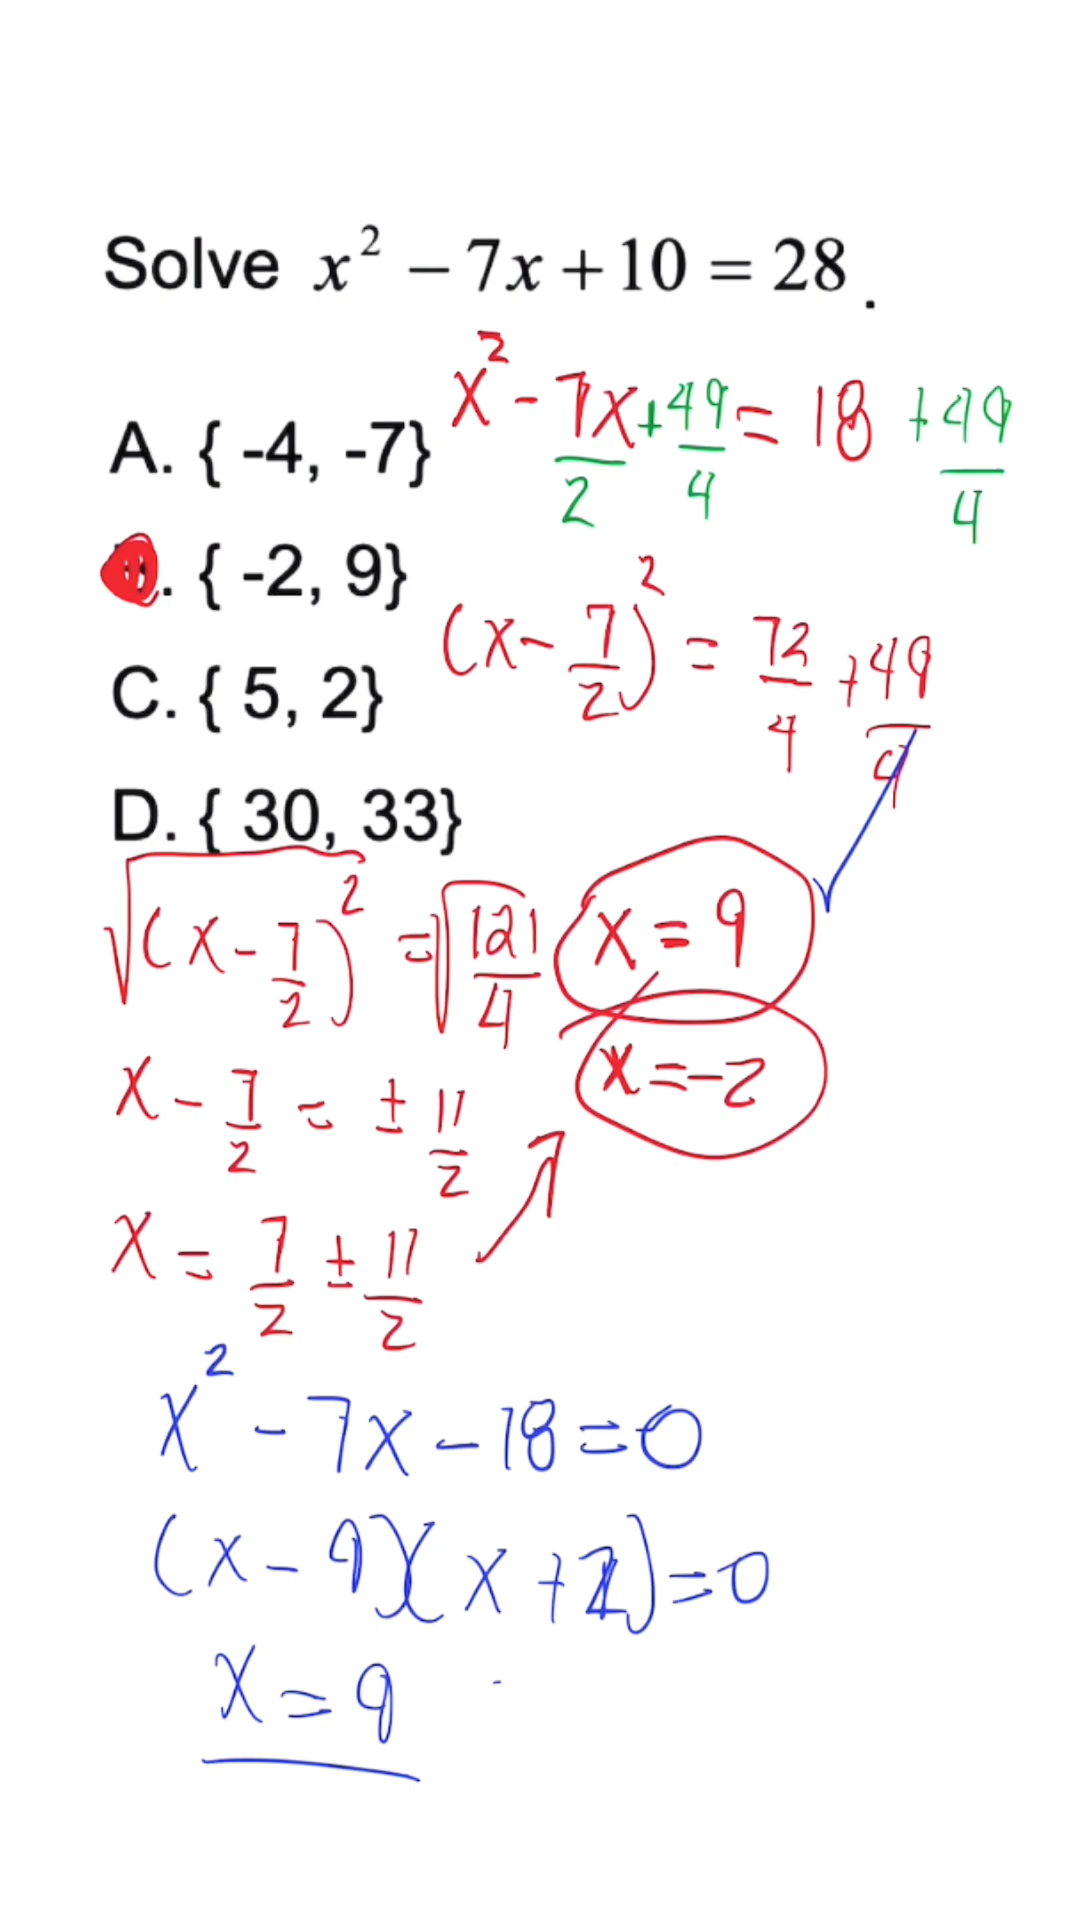 Solve x² − 7x + 10 = 28.
x² - 7x/2 + 49/4 = 18 + 49/4
A. { -4, -7}
. { -2, 9}
(x - 7/2)² = 72/4 + 49/4
C. { 5, 2}
D. { 30, 33}
√(x - 7/2)² = √121/4
x = 9
x = -2
x - 7/2 = ± 11/2
x = 7/2 ± 11/2
x² - 7x - 18 = 0
(x - 9)(x + 2) = 0
x = 9